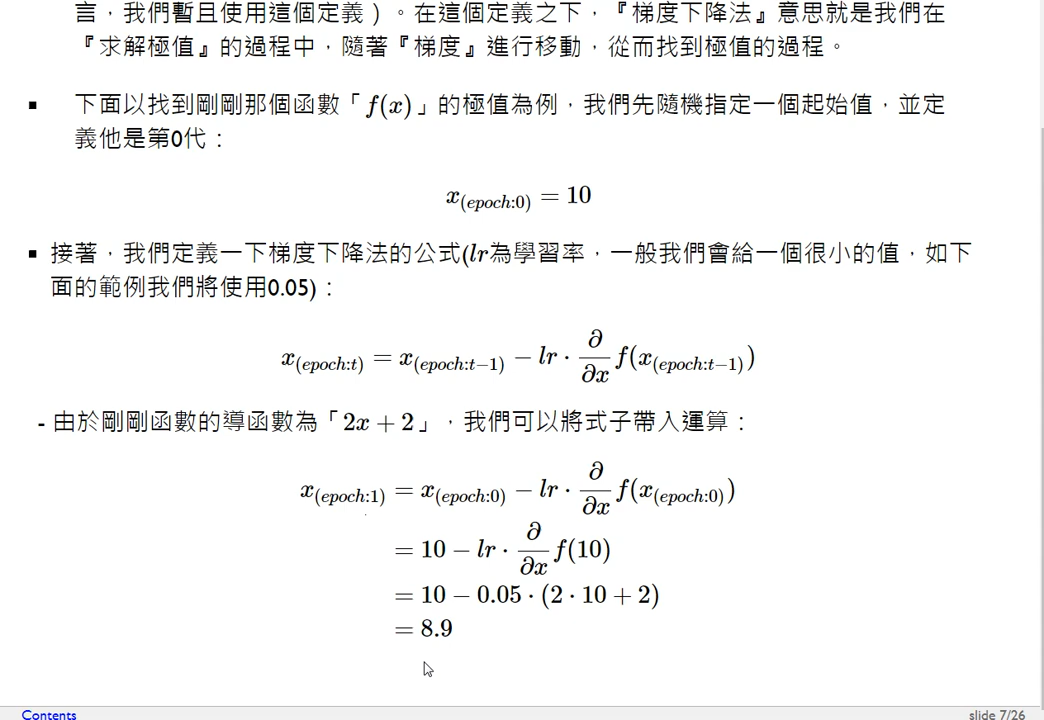 言，我們暫且使用這個定義）。在這個定義之下，『梯度下降法』意思就是我們在
『求解極值』的過程中，隨著『梯度』進行移動，從而找到極值的過程。
▪ 下面以找到剛剛那個函數「f(x)」的極值為例，我們先隨機指定一個起始值，並定
義他是第0代：
x_{(epoch:0)} = 10
▪ 接著，我們定義一下梯度下降法的公式(lr為學習率，一般我們會給一個很小的值，如下
面的範例我們將使用0.05)：
x_{(epoch:t)} = x_{(epoch:t−1)} − lr · ∂/∂x f(x_{(epoch:t−1)})
- 由於剛剛函數的導函數為「2x + 2」，我們可以將式子帶入運算：
x_{(epoch:1)} = x_{(epoch:0)} − lr · ∂/∂x f(x_{(epoch:0)})
= 10 − lr · ∂/∂x f(10)
= 10 − 0.05 · (2 · 10 + 2)
= 8.9
Contents
slide 7/26